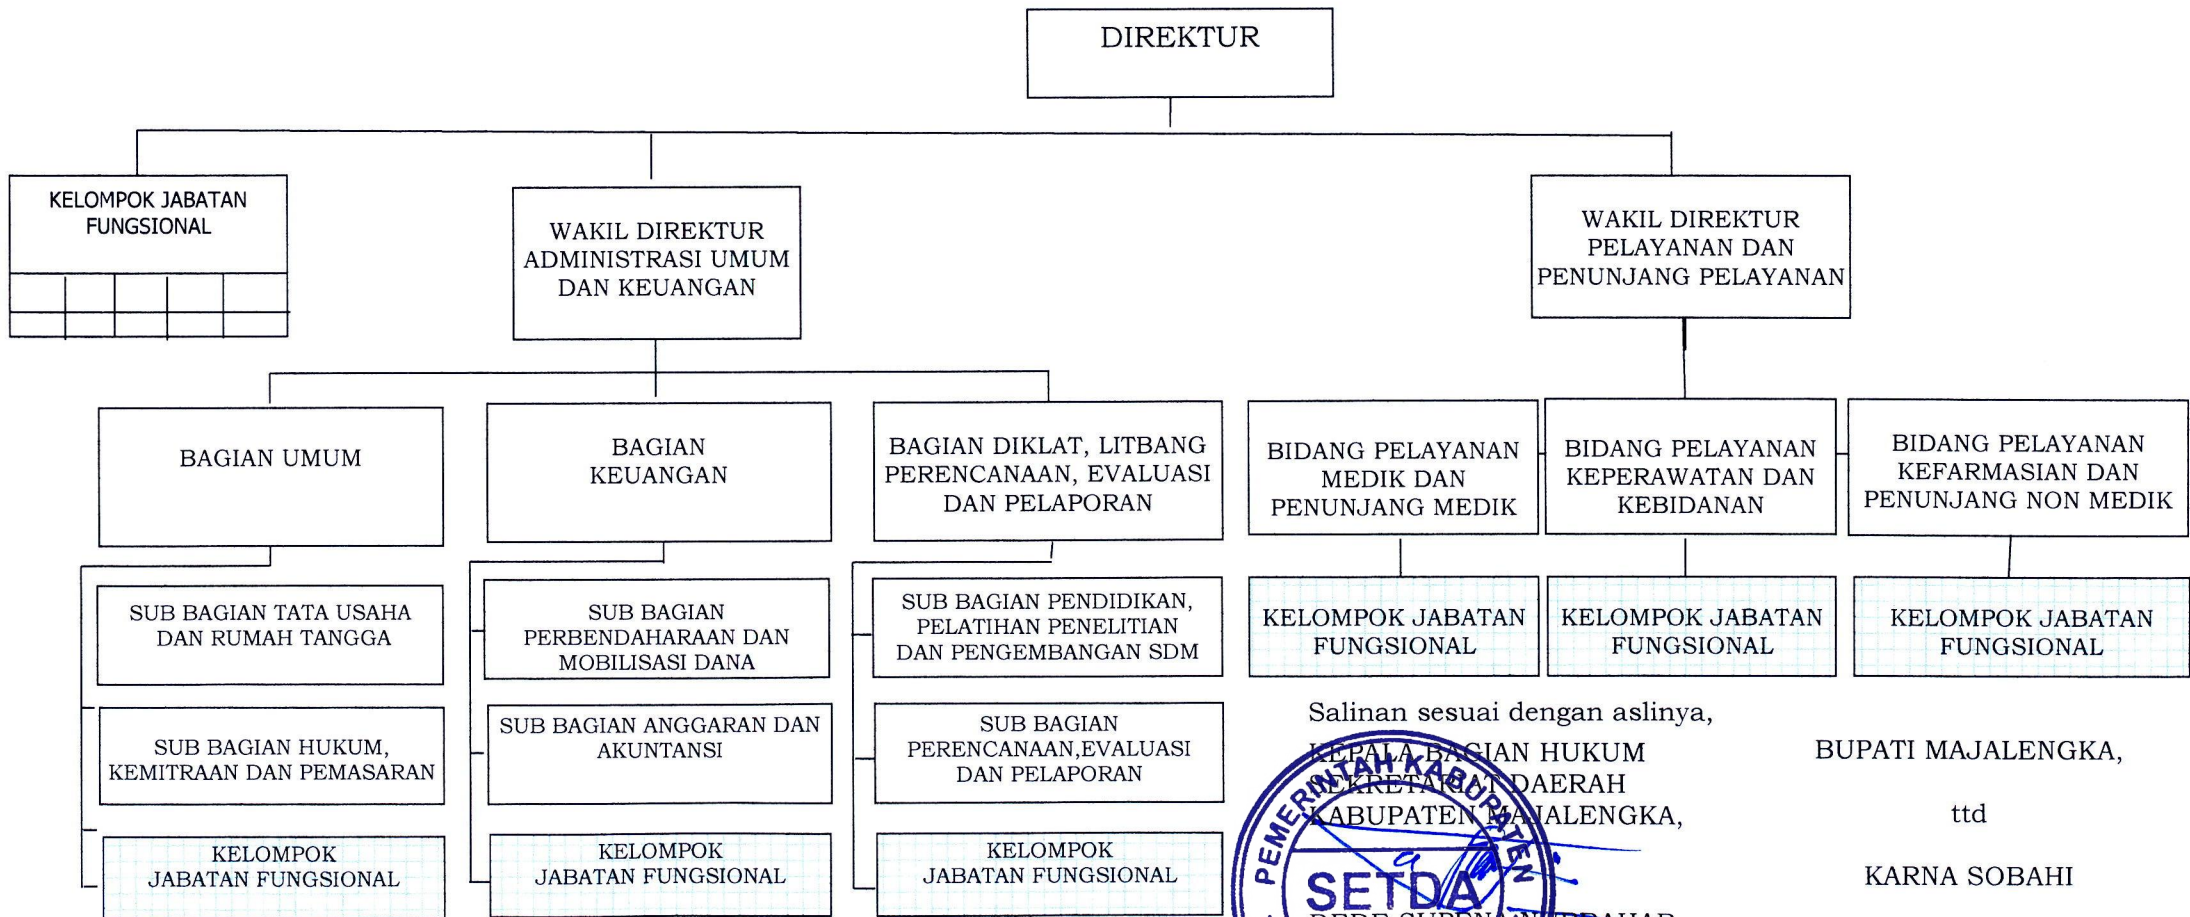 DIREKTUR
KELOMPOK JABATAN
FUNGSIONAL
WAKIL DIREKTUR
ADMINISTRASI UMUM
DAN KEUANGAN
WAKIL DIREKTUR
PELAYANAN DAN
PENUNJANG PELAYANAN
BAGIAN UMUM
BAGIAN
KEUANGAN
BAGIAN DIKLAT, LITBANG
PERENCANAAN, EVALUASI
DAN PELAPORAN
BIDANG PELAYANAN
MEDIK DAN
PENUNJANG MEDIK
BIDANG PELAYANAN
KEPERAWATAN DAN
KEBIDANAN
BIDANG PELAYANAN
KEFARMASIAN DAN
PENUNJANG NON MEDIK
SUB BAGIAN TATA USAHA
DAN RUMAH TANGGA
SUB BAGIAN
PERBENDAHARAAN DAN
MOBILISASI DANA
SUB BAGIAN PENDIDIKAN,
PELATIHAN PENELITIAN
DAN PENGEMBANGAN SDM
KELOMPOK JABATAN
FUNGSIONAL
KELOMPOK JABATAN
FUNGSIONAL
KELOMPOK JABATAN
FUNGSIONAL
SUB BAGIAN HUKUM,
KEMITRAAN DAN PEMASARAN
SUB BAGIAN ANGGARAN DAN
AKUNTANSI
SUB BAGIAN
PERENCANAAN,EVALUASI
DAN PELAPORAN
KELOMPOK
JABATAN FUNGSIONAL
KELOMPOK
JABATAN FUNGSIONAL
KELOMPOK
JABATAN FUNGSIONAL
Salinan sesuai dengan aslinya,
KEPALA BAGIAN HUKUM
SEKRETARIAT DAERAH
KABUPATEN MAJALENGKA,
PEMERINTAH KABUPATEN
SETDA
BUPATI MAJALENGKA,
ttd
KARNA SOBAHI